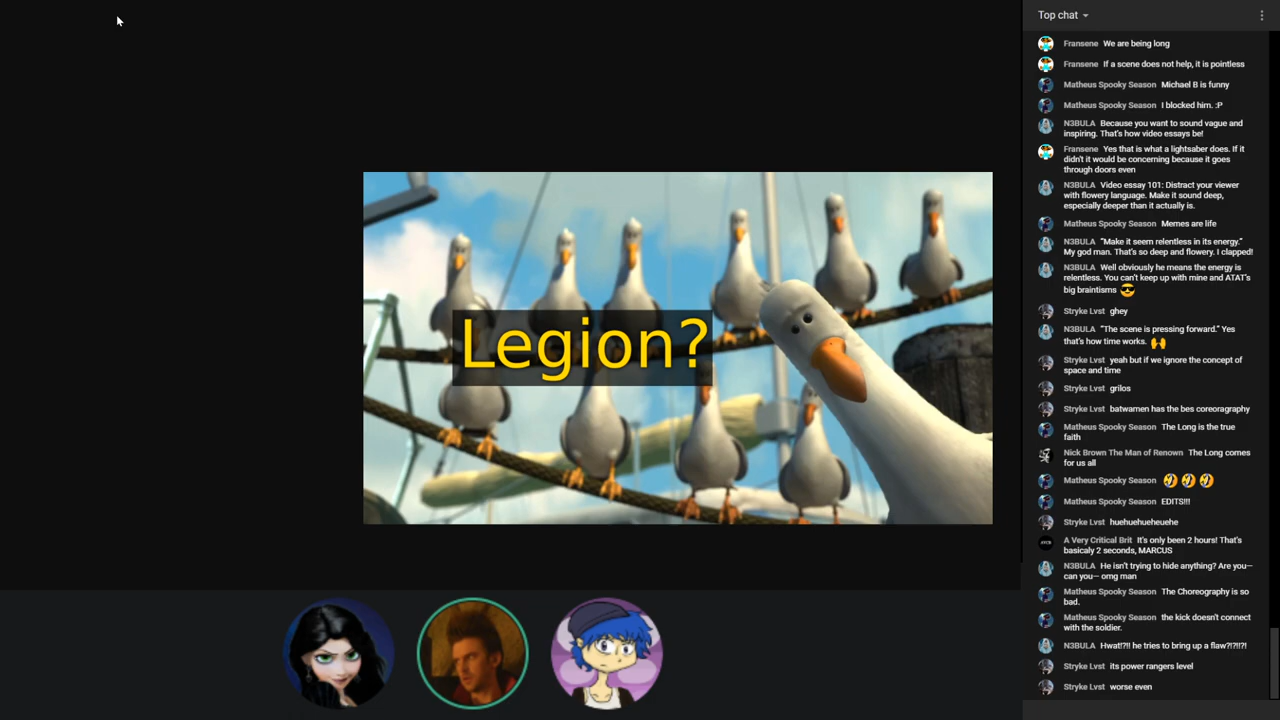 Legion?
Top chat
Fransene We are being long
Fransene If a scene does not help, it is pointless
Matheus Spooky Season Michael B is funny
Matheus Spooky Season I blocked him. :P
N3BULA Because you want to sound vague and
inspiring. That's how video essays be!
Fransene Yes that is what a lightsaber does. If it
didn't it would be concerning because it goes
through doors even
N3BULA Video essay 101: Distract your viewer
with flowery language. Make it sound deep,
especially deeper than it actually is.
Matheus Spooky Season Memes are life
N3BULA "Make it seem relentless in its energy."
My god man. That's so deep and flowery. I clapped!
N3BULA Well obviously he means the energy is
relentless. You can't keep up with mine and ATAT's
big braintisms 😎
Stryke Lvst ghey
N3BULA "The scene is pressing forward." Yes
that's how time works. 🙌
Stryke Lvst yeah but if we ignore the concept of
space and time
Stryke Lvst grilos
Stryke Lvst batwamen has the bes coreoragraphy
Matheus Spooky Season The Long is the true
faith
Nick Brown The Man of Renown The Long comes
for us all
Matheus Spooky Season 🤣 🤣 🤣
Matheus Spooky Season EDITS!!!
Stryke Lvst huehuehueheuehe
A Very Critical Brit It's only been 2 hours! That's
basicaly 2 seconds, MARCUS
N3BULA He isn't trying to hide anything? Are you—
can you— omg man
Matheus Spooky Season The Choreography is so
bad.
Matheus Spooky Season the kick doesn't connect
with the soldier.
N3BULA Hwat!?!! he tries to bring up a flaw?!?!!?!
Stryke Lvst its power rangers level
Stryke Lvst worse even